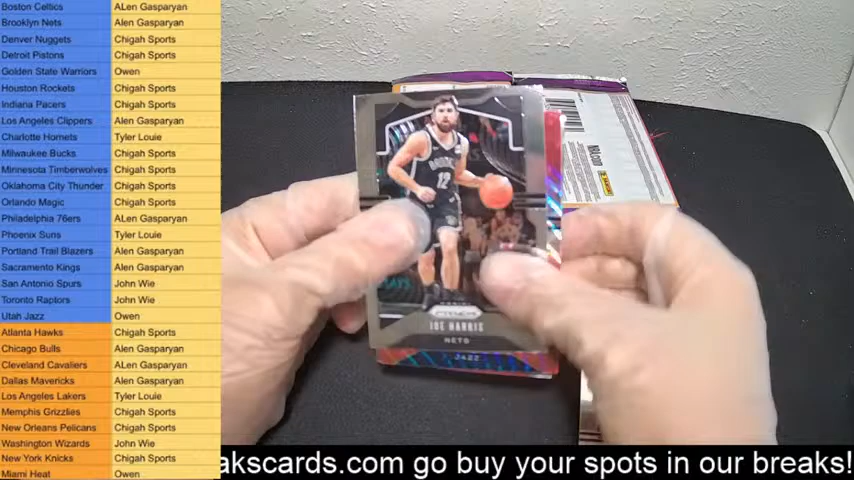 Boston Celtics ALen Gasparyan
Brooklyn Nets Alen Gasparyan
Denver Nuggets Chigah Sports
Detroit Pistons Chigah Sports
Golden State Warriors Owen
Houston Rockets Chigah Sports
Indiana Pacers Chigah Sports
Los Angeles Clippers Alen Gasparyan
Charlotte Hornets Tyler Louie
Milwaukee Bucks Chigah Sports
Minnesota Timberwolves Chigah Sports
Oklahoma City Thunder Chigah Sports
Orlando Magic Chigah Sports
Philadelphia 76ers ALen Gasparyan
Phoenix Suns Tyler Louie
Portland Trail Blazers Alen Gasparyan
Sacramento Kings Alen Gasparyan
San Antonio Spurs John Wie
Toronto Raptors John Wie
Utah Jazz Owen
Atlanta Hawks Chigah Sports
Chicago Bulls Alen Gasparyan
Cleveland Cavaliers ALen Gasparyan
Dallas Mavericks Alen Gasparyan
Los Angeles Lakers Tyler Louie
Memphis Grizzlies Chigah Sports
New Orleans Pelicans Chigah Sports
Washington Wizards John Wie
New York Knicks Chigah Sports
Miami Heat Owen
12
PRIZM
JOE HARRIS
NETS
JAZZ
PANINI
akscards.com go buy your spots in our breaks!